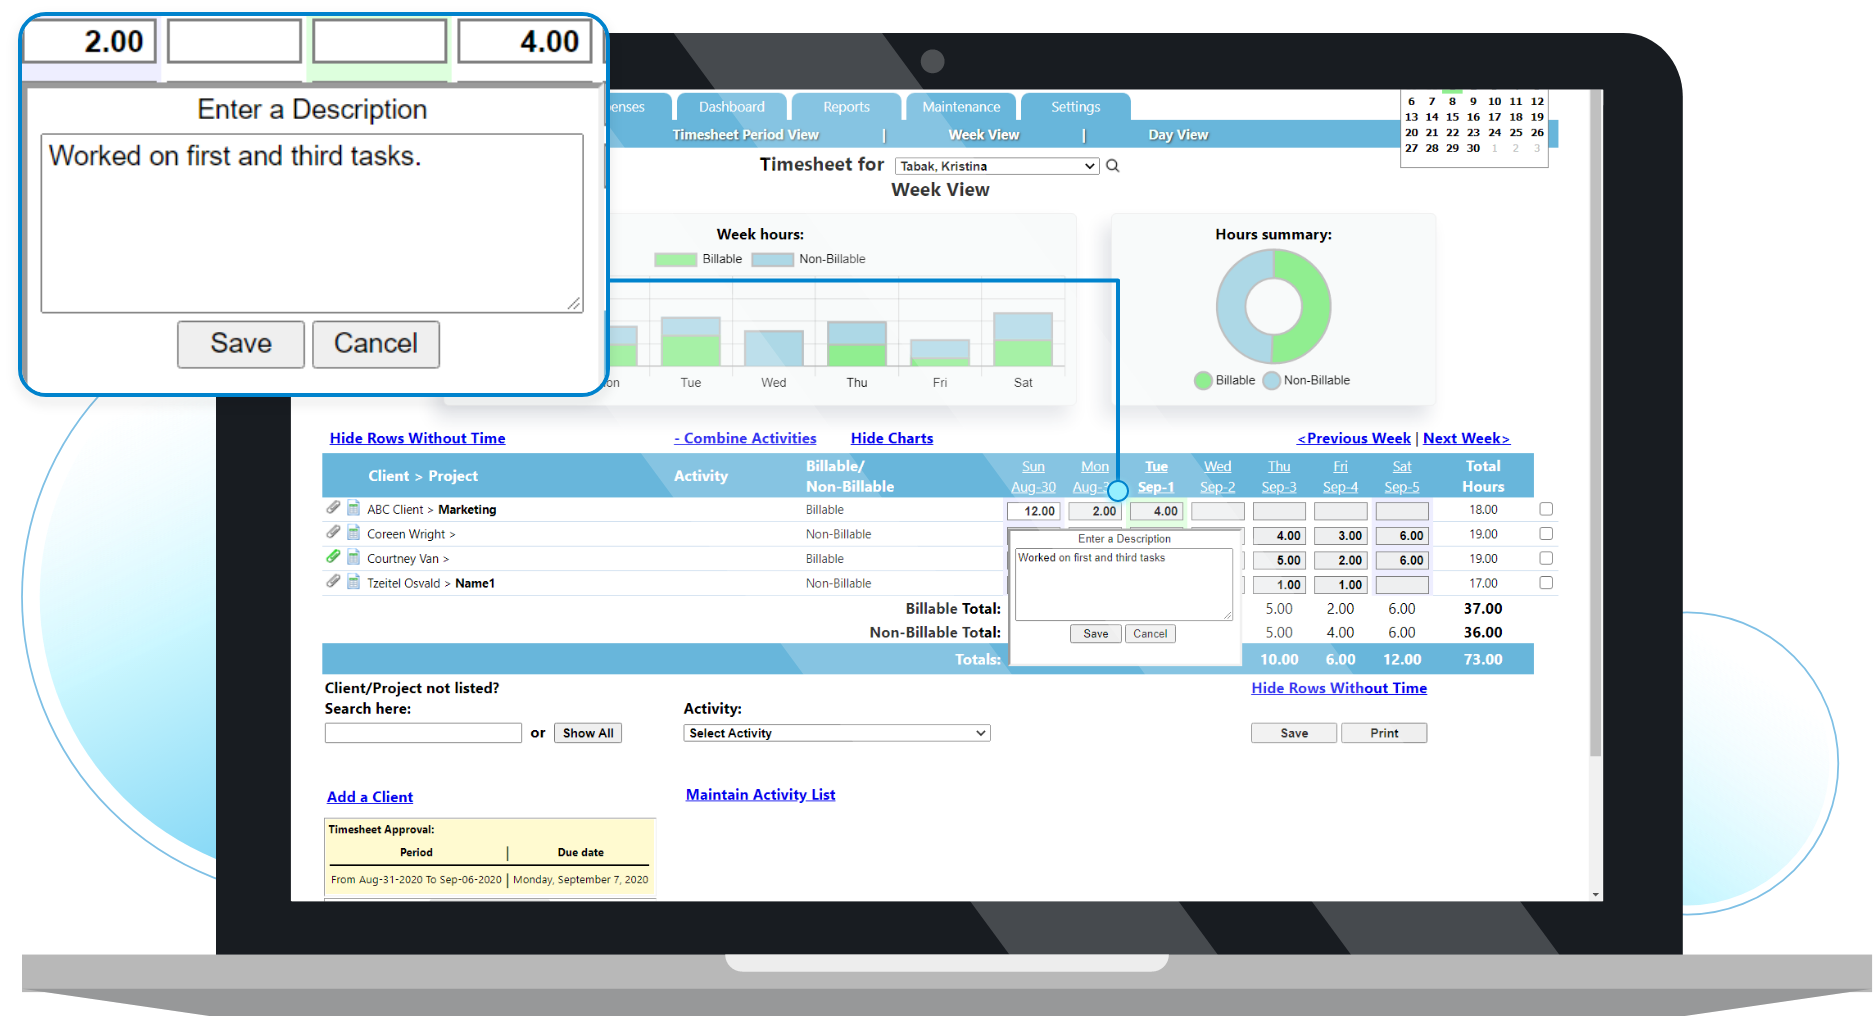 2.00 4.00
Enter a Description
Worked on first and third tasks.
Save Cancel
Dashboard Reports Maintenance Settings
Timesheet Period View | Week View | Day View
6 7 8 9 10 11 12
13 14 15 16 17 18 19
20 21 22 23 24 25 26
27 28 29 30 1 2 3
Timesheet for Tabak, Kristina
Week View
Week hours:
Billable Non-Billable
Tue Wed Thu Fri Sat
Hours summary:
Billable Non-Billable
Hide Rows Without Time - Combine Activities Hide Charts <Previous Week | Next Week>
Client > Project Activity Billable/ Non-Billable
Sun Mon Tue Wed Thu Fri Sat Total Hours
Aug-30 Aug-3 Sep-1 Sep-2 Sep-3 Sep-4 Sep-5
ABC Client > Marketing Billable 12.00 2.00 4.00 18.00
Coreen Wright > Non-Billable 4.00 3.00 6.00 19.00
Courtney Van > Billable 5.00 2.00 6.00 19.00
Tzeitel Osvald > Name1 Non-Billable 1.00 1.00 17.00
Enter a Description
Worked on first and third tasks
Save Cancel
Billable Total: 5.00 2.00 6.00 37.00
Non-Billable Total: 5.00 4.00 6.00 36.00
Totals: 10.00 6.00 12.00 73.00
Client/Project not listed? Hide Rows Without Time
Search here: Activity:
or Show All Select Activity Save Print
Add a Client Maintain Activity List
Timesheet Approval:
Period | Due date
From Aug-31-2020 To Sep-06-2020 | Monday, September 7, 2020